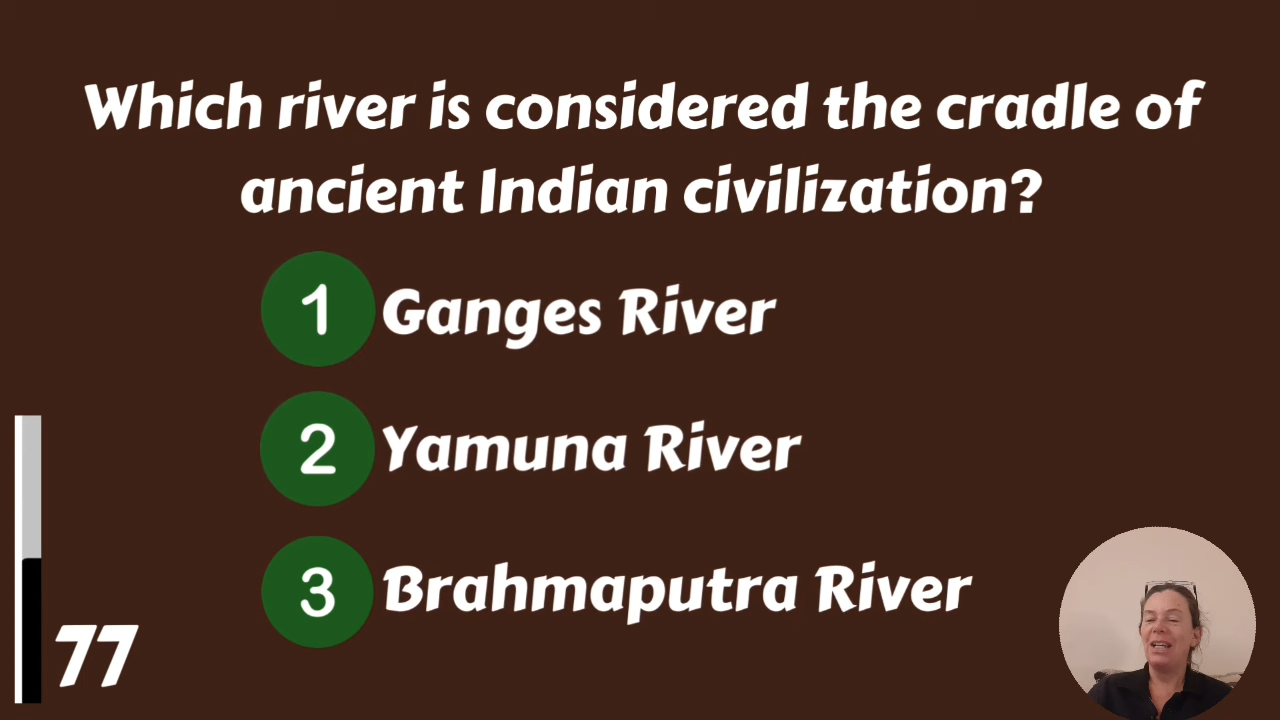 Which river is considered the cradle of
ancient Indian civilization?
1 Ganges River
2 Yamuna River
3 Brahmaputra River
77